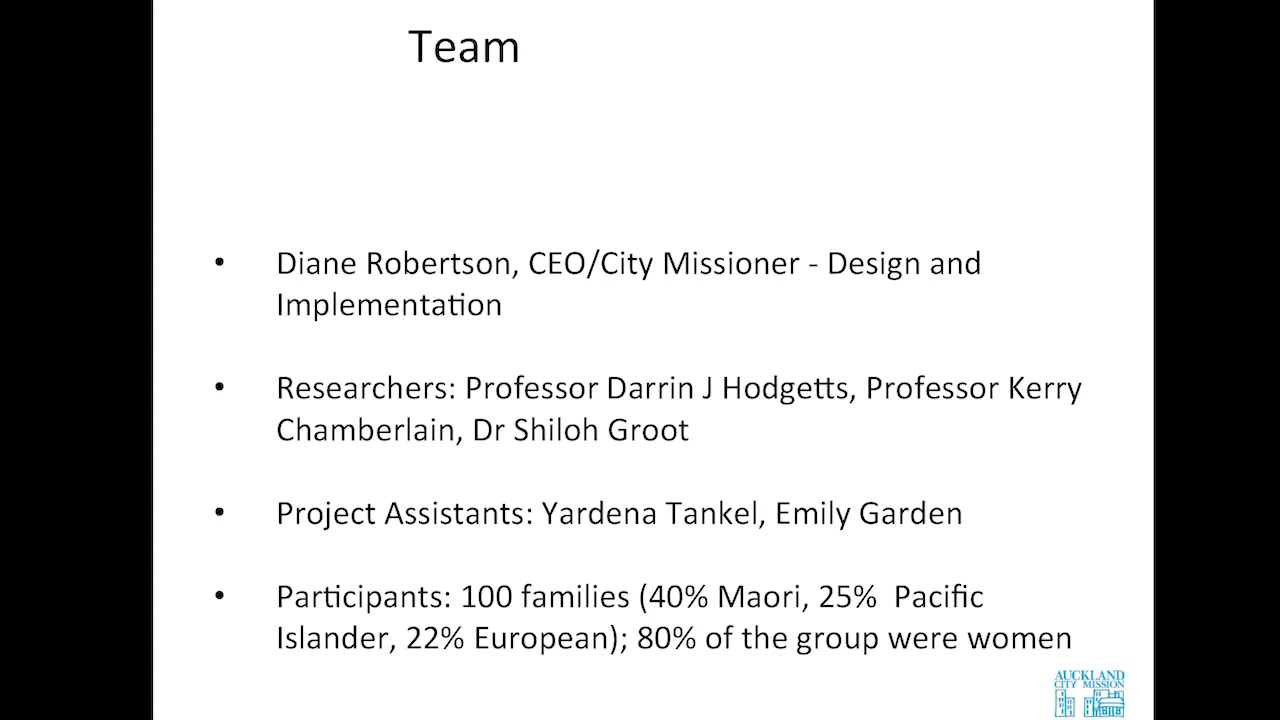 Team
• Diane Robertson, CEO/City Missioner - Design and
Implementation
• Researchers: Professor Darrin J Hodgetts, Professor Kerry
Chamberlain, Dr Shiloh Groot
• Project Assistants: Yardena Tankel, Emily Garden
• Participants: 100 families (40% Maori, 25%  Pacific
Islander, 22% European); 80% of the group were women
AUCKLAND
CITY MISSION